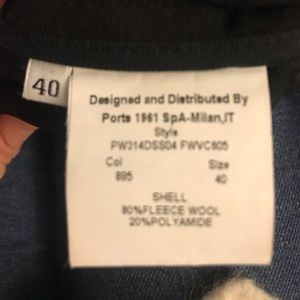 40
Designed and Distributed By
Ports 1961 SpA-Milan,IT
Style
PW314DSS04 FWVC605
Col Size
895 40
SHELL
80%FLEECE WOOL
20%POLYAMIDE